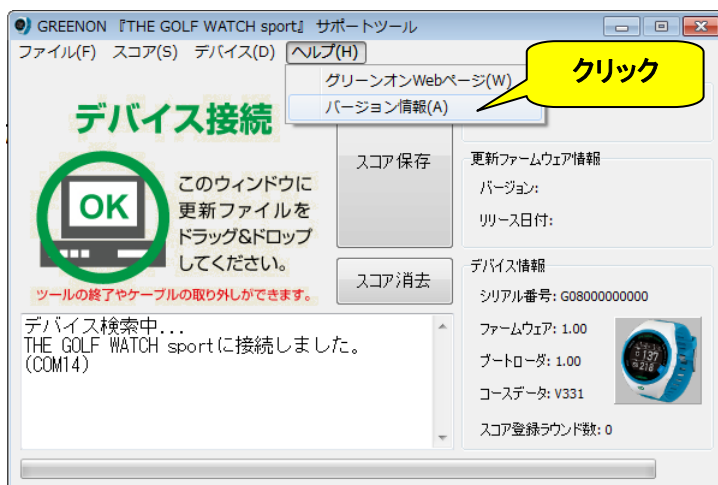 GREENON 『THE GOLF WATCH sport』 サポートツール
ファイル(F) スコア(S) デバイス(D) ヘルプ(H)
グリーンオンWebページ(W)
バージョン情報(A)
クリック
デバイス接続
OK
このウィンドウに
更新ファイルを
ドラッグ&ドロップ
してください。
ツールの終了やケーブルの取り外しができます。
スコア保存
スコア消去
更新ファームウェア情報
バージョン:
リリース日付:
デバイス情報
シリアル番号: G08000000000
ファームウェア: 1.00
ブートローダ: 1.00
コースデータ: V331
スコア登録ラウンド数: 0
デバイス検索中...
THE GOLF WATCH sportに接続しました。
(COM14)